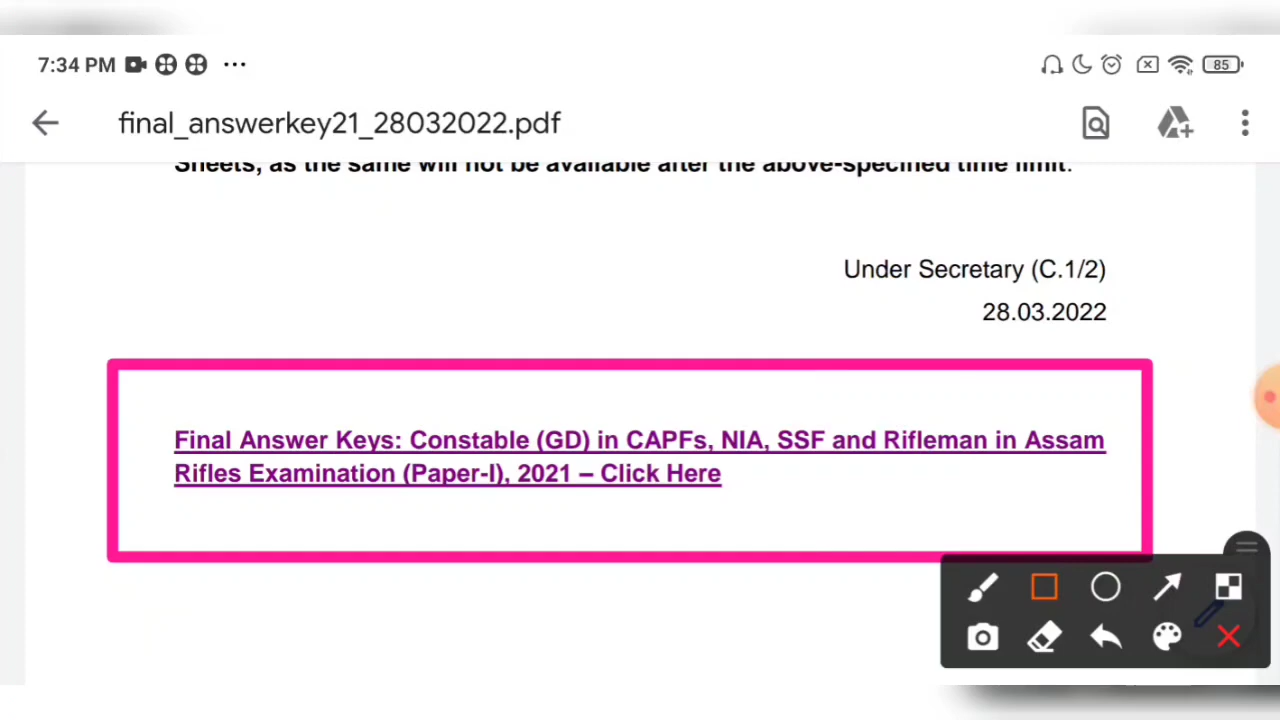 7:34 PM ... 85
final_answerkey21_28032022.pdf
Sheets, as the same will not be available after the above-specified time limit.
Under Secretary (C.1/2)
28.03.2022
Final Answer Keys: Constable (GD) in CAPFs, NIA, SSF and Rifleman in Assam
Rifles Examination (Paper-I), 2021 – Click Here